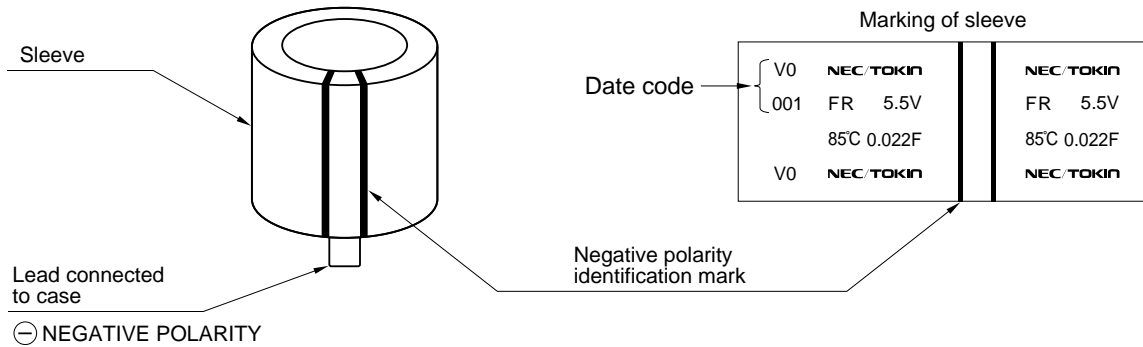 Marking of sleeve
Sleeve
Date code
V0 NEC/TOKIN NEC/TOKIN
001 FR 5.5V FR 5.5V
85℃ 0.022F 85℃ 0.022F
V0 NEC/TOKIN NEC/TOKIN
Negative polarity
identification mark
Lead connected
to case
⊖ NEGATIVE POLARITY